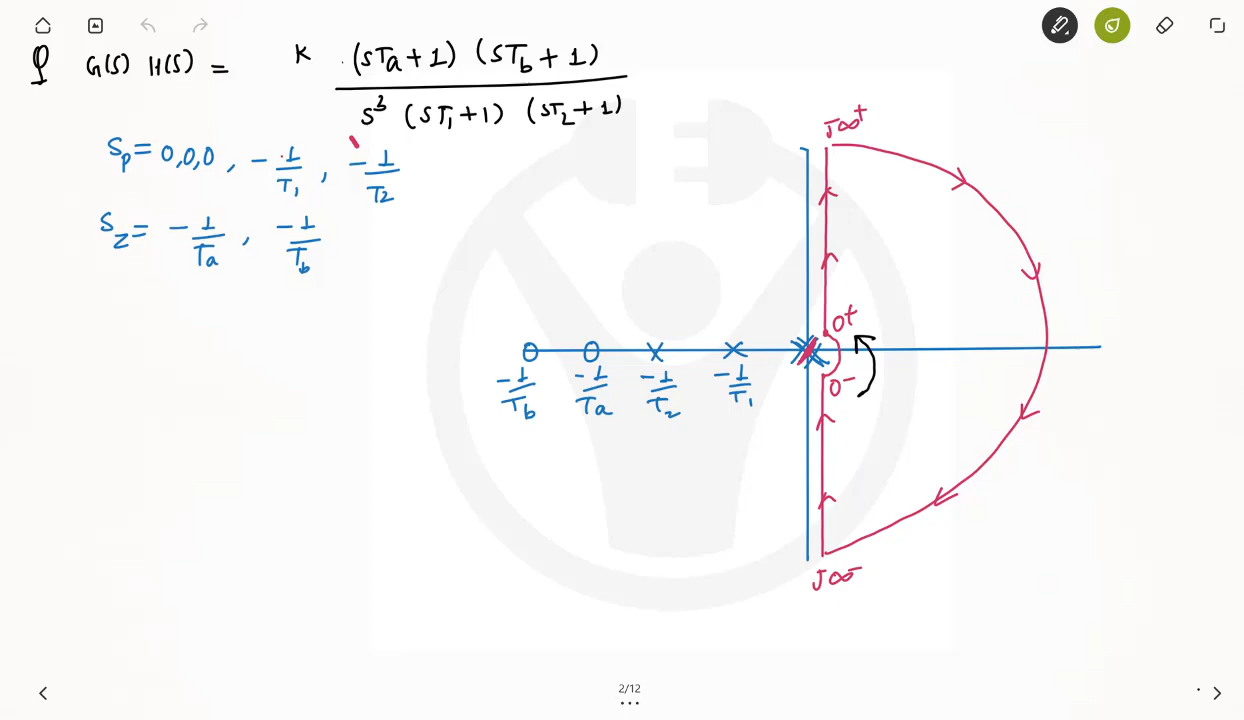 Q G(S) H(S) = K · (STa + 1) (STb + 1)
s³ (ST₁ + 1) (ST₂ + 1)
Sp = 0,0,0, -1/T₁, -1/T₂
Sz = -1/Ta, -1/Tb
J∞+
0+
0-
-1/Tb -1/Ta -1/T₂ -1/T₁
J∞-
2/12